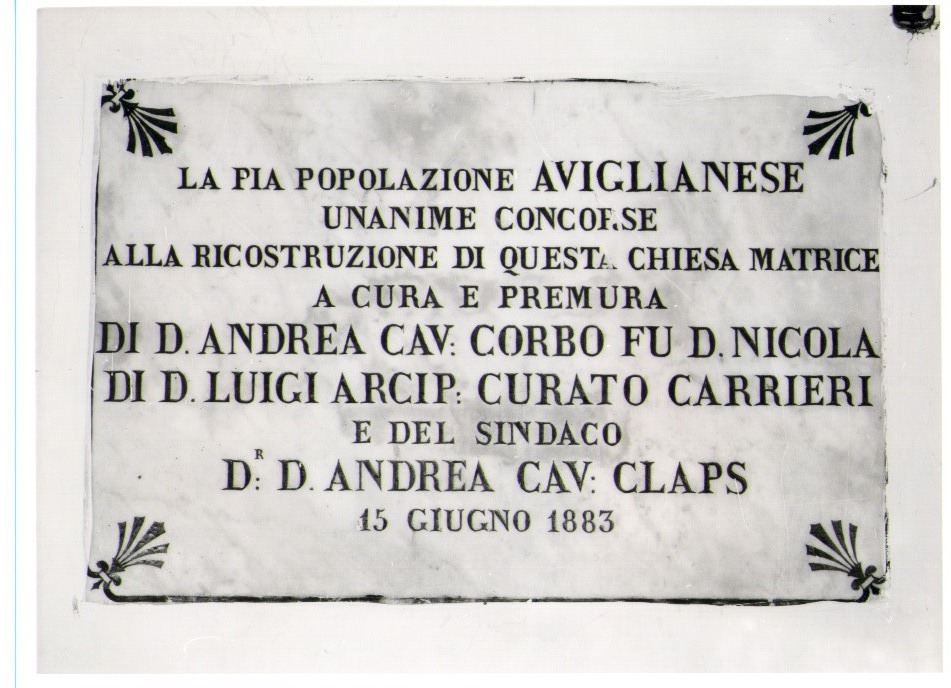 LA PIA POPOLAZIONE AVIGLIANESE
UNANIME CONCORSE
ALLA RICOSTRUZIONE DI QUESTA CHIESA MATRICE
A CURA E PREMURA
DI D. ANDREA CAV: CORBO FU D. NICOLA
DI D. LUIGI ARCIP: CURATO CARRIERI
E DEL SINDACO
D:R D. ANDREA CAV: CLAPS
15 GIUGNO 1883